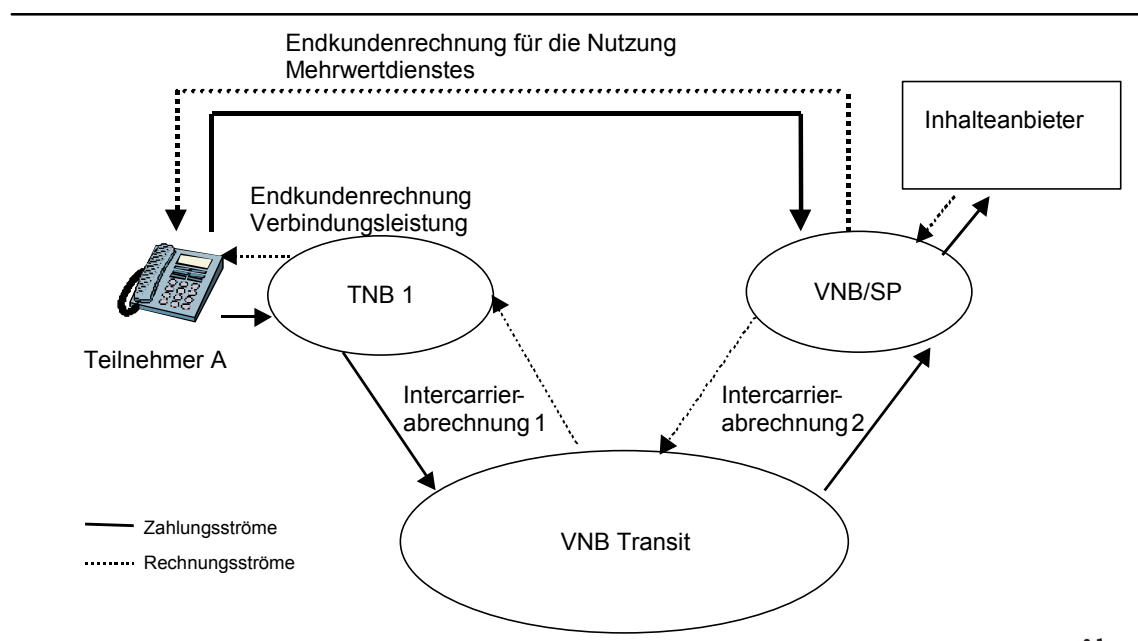 Endkundenrechnung für die Nutzung
Mehrwertdienstes
Inhalteanbieter
Endkundenrechnung
Verbindungsleistung
TNB 1
VNB/SP
Teilnehmer A
Intercarrier-
abrechnung 1
Intercarrier-
abrechnung 2
VNB Transit
Zahlungsströme
Rechnungsströme